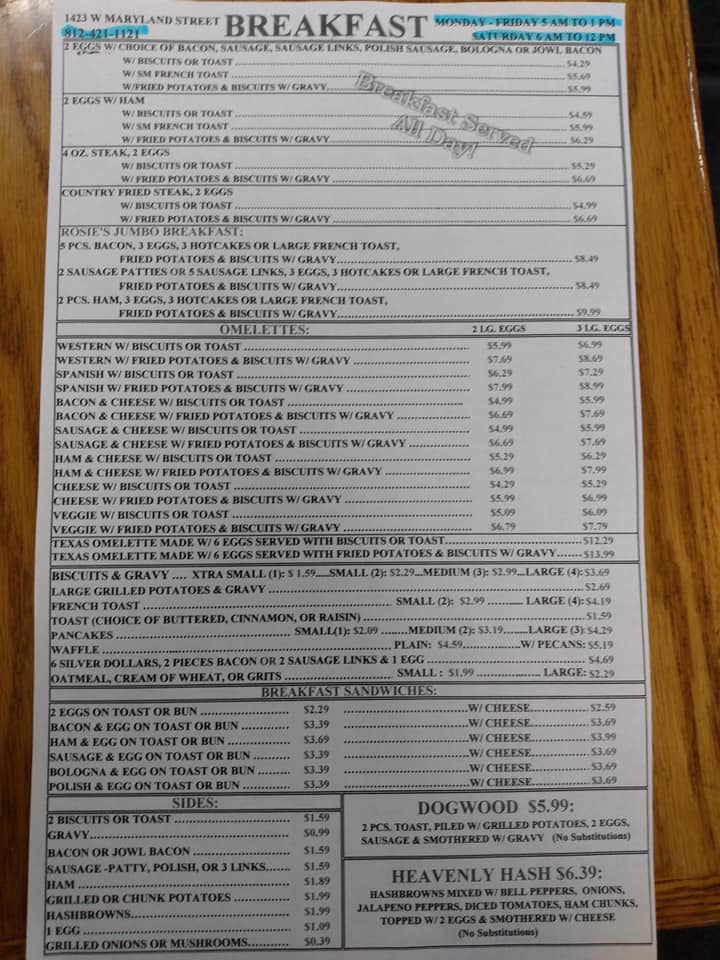 1423 W MARYLAND STREET
812-421-1121
BREAKFAST
MONDAY - FRIDAY 5 AM TO 1 PM
SATURDAY 6 AM TO 12 PM
2 EGGS W/ CHOICE OF BACON, SAUSAGE, SAUSAGE LINKS, POLISH SAUSAGE, BOLOGNA OR JOWL BACON
W/ BISCUITS OR TOAST $4.29
W/ SM FRENCH TOAST $5.69
W/FRIED POTATOES & BISCUITS W/ GRAVY $5.99
Breakfast Served
All Day!
2 EGGS W/ HAM
W/ BISCUITS OR TOAST $4.59
W/ SM FRENCH TOAST $5.99
W/ FRIED POTATOES & BISCUITS W/ GRAVY $6.29
4 OZ. STEAK, 2 EGGS
W/ BISCUITS OR TOAST $5.29
W/ FRIED POTATOES & BISCUITS W/ GRAVY $6.69
COUNTRY FRIED STEAK, 2 EGGS
W/ BISCUITS OR TOAST $4.99
W/ FRIED POTATOES & BISCUITS W/ GRAVY $6.69
ROSIE'S JUMBO BREAKFAST:
5 PCS. BACON, 3 EGGS, 3 HOTCAKES OR LARGE FRENCH TOAST,
FRIED POTATOES & BISCUITS W/ GRAVY $8.49
2 SAUSAGE PATTIES OR 5 SAUSAGE LINKS, 3 EGGS, 3 HOTCAKES OR LARGE FRENCH TOAST,
FRIED POTATOES & BISCUITS W/ GRAVY $8.49
2 PCS. HAM, 3 EGGS, 3 HOTCAKES OR LARGE FRENCH TOAST,
FRIED POTATOES & BISCUITS W/ GRAVY $9.99
OMELETTES: 2 LG. EGGS 3 LG. EGGS
WESTERN W/ BISCUITS OR TOAST $5.99 $6.99
WESTERN W/ FRIED POTATOES & BISCUITS W/ GRAVY $7.69 $8.69
SPANISH W/ BISCUITS OR TOAST $6.29 $7.29
SPANISH W/ FRIED POTATOES & BISCUITS W/ GRAVY $7.99 $8.99
BACON & CHEESE W/ BISCUITS OR TOAST $4.99 $5.99
BACON & CHEESE W/ FRIED POTATOES & BISCUITS W/ GRAVY $6.69 $7.69
SAUSAGE & CHEESE W/ BISCUITS OR TOAST $4.99 $5.99
SAUSAGE & CHEESE W/ FRIED POTATOES & BISCUITS W/ GRAVY $6.69 $7.69
HAM & CHEESE W/ BISCUITS OR TOAST $5.29 $6.29
HAM & CHEESE W/ FRIED POTATOES & BISCUITS W/ GRAVY $6.99 $7.99
CHEESE W/ BISCUITS OR TOAST $4.29 $5.29
CHEESE W/ FRIED POTATOES & BISCUITS W/ GRAVY $5.99 $6.99
VEGGIE W/ BISCUITS OR TOAST $5.09 $6.09
VEGGIE W/ FRIED POTATOES & BISCUITS W/ GRAVY $6.79 $7.79
TEXAS OMELETTE MADE W/ 6 EGGS SERVED WITH BISCUITS OR TOAST $12.29
TEXAS OMELETTE MADE W/ 6 EGGS SERVED WITH FRIED POTATOES & BISCUITS W/ GRAVY $13.99
BISCUITS & GRAVY .... XTRA SMALL (1): $ 1.59....SMALL (2): $2.29...MEDIUM (3): $2.99...LARGE (4): $3.69
LARGE GRILLED POTATOES & GRAVY $2.69
FRENCH TOAST SMALL (2): $2.99 LARGE (4): $4.19
TOAST (CHOICE OF BUTTERED, CINNAMON, OR RAISIN) $1.59
PANCAKES SMALL(1): $2.09 MEDIUM (2): $3.19 LARGE (3): $4.29
WAFFLE PLAIN: $4.59 W/ PECANS: $5.19
6 SILVER DOLLARS, 2 PIECES BACON OR 2 SAUSAGE LINKS & 1 EGG $4.69
OATMEAL, CREAM OF WHEAT, OR GRITS SMALL : $1.99 LARGE: $2.29
BREAKFAST SANDWICHES:
2 EGGS ON TOAST OR BUN $2.29 W/ CHEESE $2.59
BACON & EGG ON TOAST OR BUN $3.39 W/ CHEESE $3.69
HAM & EGG ON TOAST OR BUN $3.69 W/ CHEESE $3.99
SAUSAGE & EGG ON TOAST OR BUN $3.39 W/ CHEESE $3.69
BOLOGNA & EGG ON TOAST OR BUN $3.39 W/ CHEESE $3.69
POLISH & EGG ON TOAST OR BUN $3.39 W/ CHEESE $3.69
SIDES:
2 BISCUITS OR TOAST $1.59
GRAVY $0.99
BACON OR JOWL BACON $1.59
SAUSAGE -PATTY, POLISH, OR 3 LINKS $1.59
HAM $1.89
GRILLED OR CHUNK POTATOES $1.99
HASHBROWNS $1.99
1 EGG $1.09
GRILLED ONIONS OR MUSHROOMS $0.39
DOGWOOD $5.99:
2 PCS. TOAST, PILED W/ GRILLED POTATOES, 2 EGGS,
SAUSAGE & SMOTHERED W/ GRAVY (No Substitutions)
HEAVENLY HASH $6.39:
HASHBROWNS MIXED W/ BELL PEPPERS, ONIONS,
JALAPENO PEPPERS, DICED TOMATOES, HAM CHUNKS,
TOPPED W/ 2 EGGS & SMOTHERED W/ CHEESE
(No Substitutions)